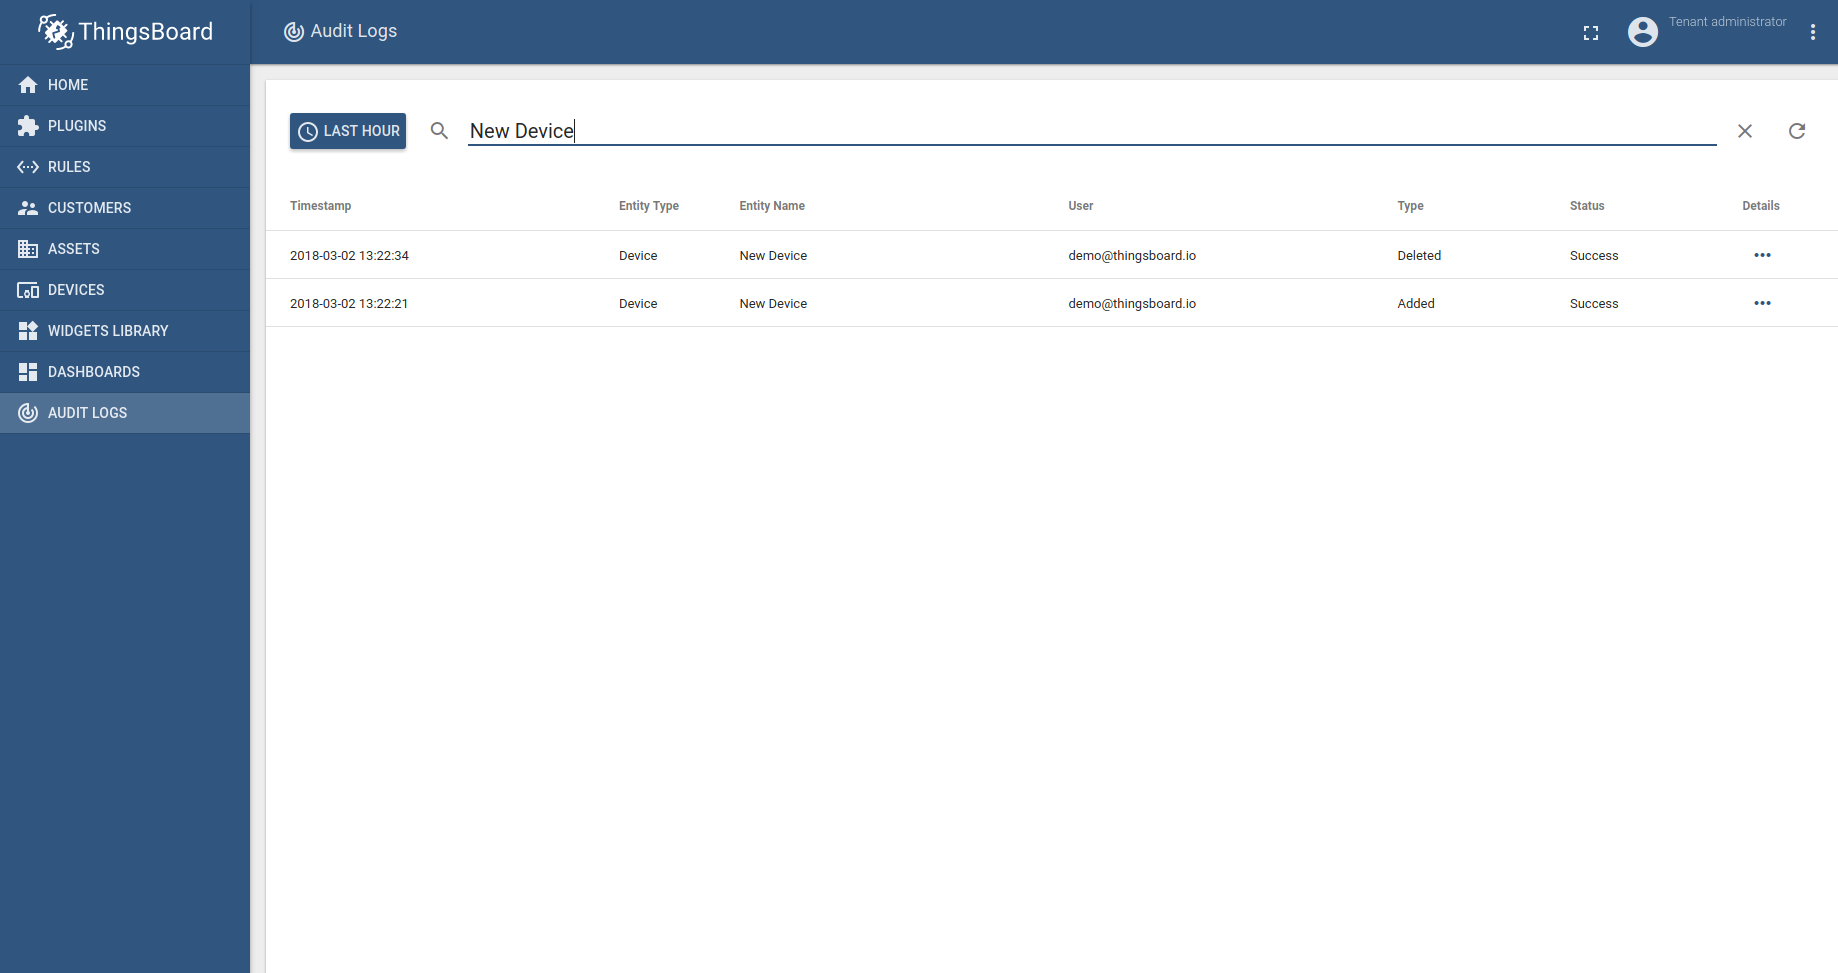 ThingsBoard
Audit Logs
Tenant administrator
HOME
PLUGINS
RULES
CUSTOMERS
ASSETS
DEVICES
WIDGETS LIBRARY
DASHBOARDS
AUDIT LOGS
LAST HOUR
New Device
Timestamp Entity Type Entity Name User Type Status Details
2018-03-02 13:22:34 Device New Device demo@thingsboard.io Deleted Success
2018-03-02 13:22:21 Device New Device demo@thingsboard.io Added Success